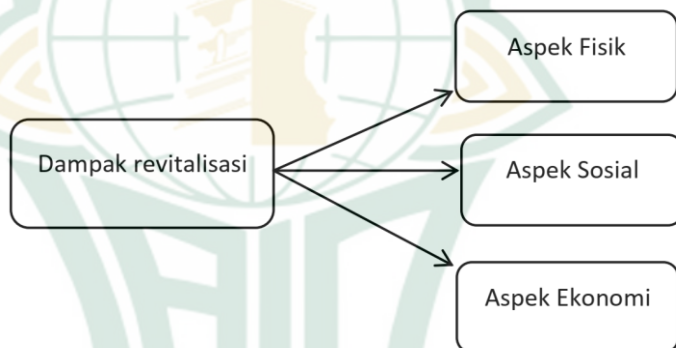 Aspek Fisik
Dampak revitalisasi
Aspek Sosial
Aspek Ekonomi